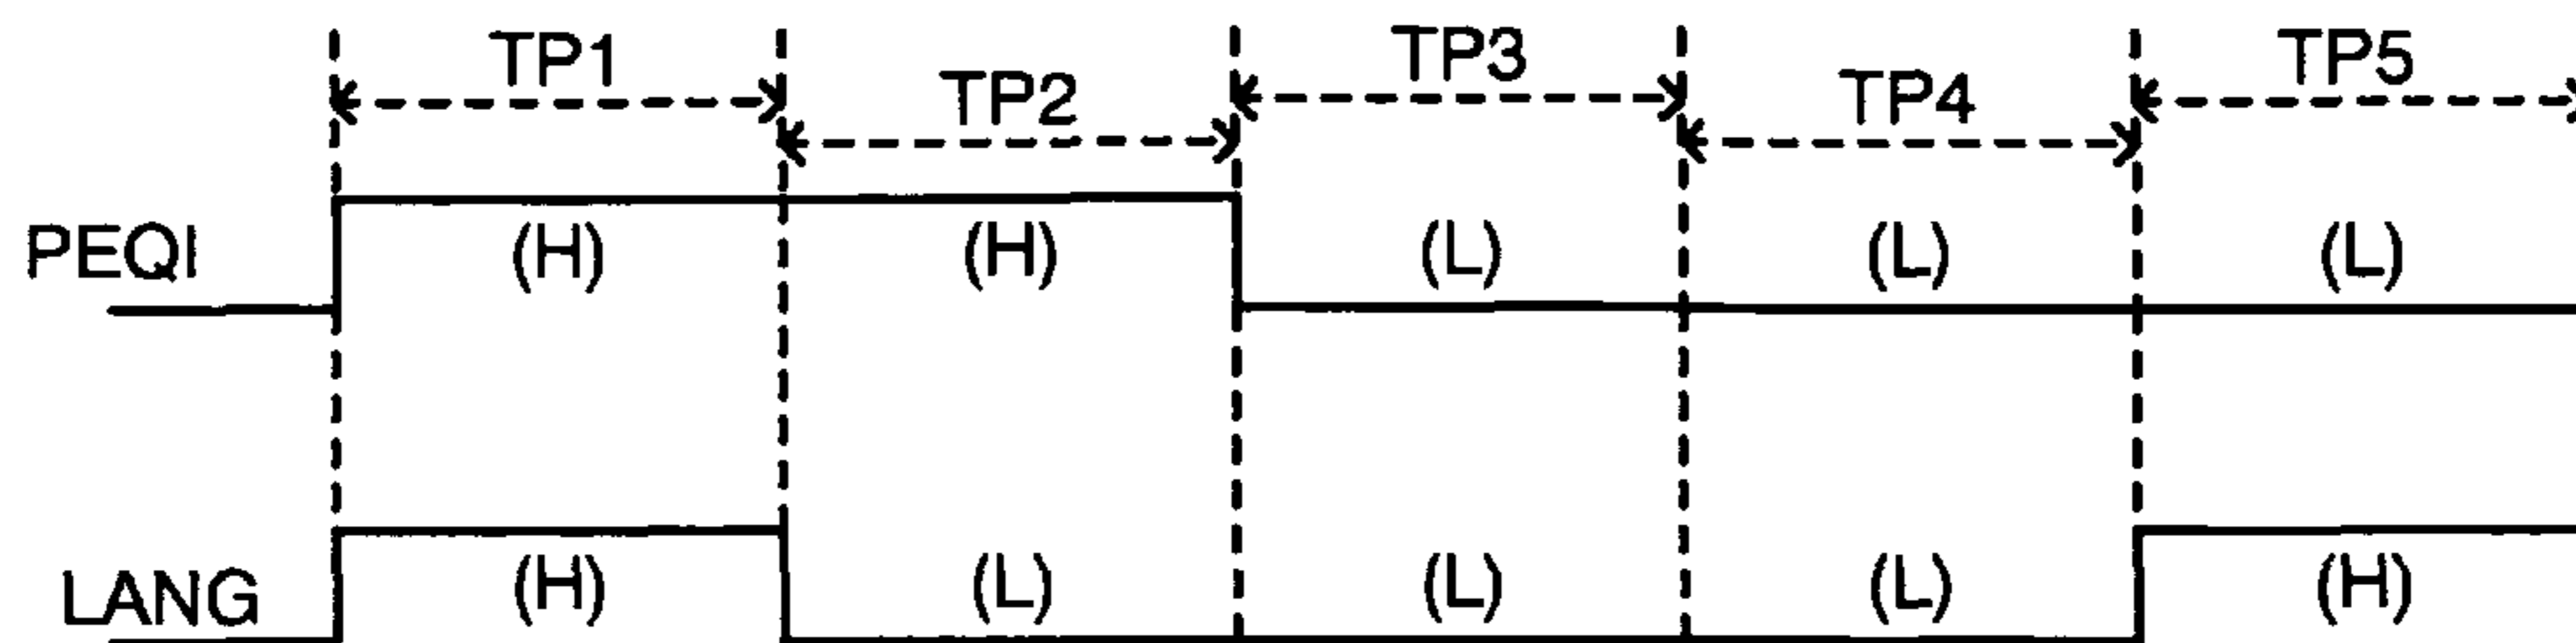 TP1 TP2 TP3 TP4 TP5
PEQI (H) (H) (L) (L) (L)
LANG (H) (L) (L) (L) (H)